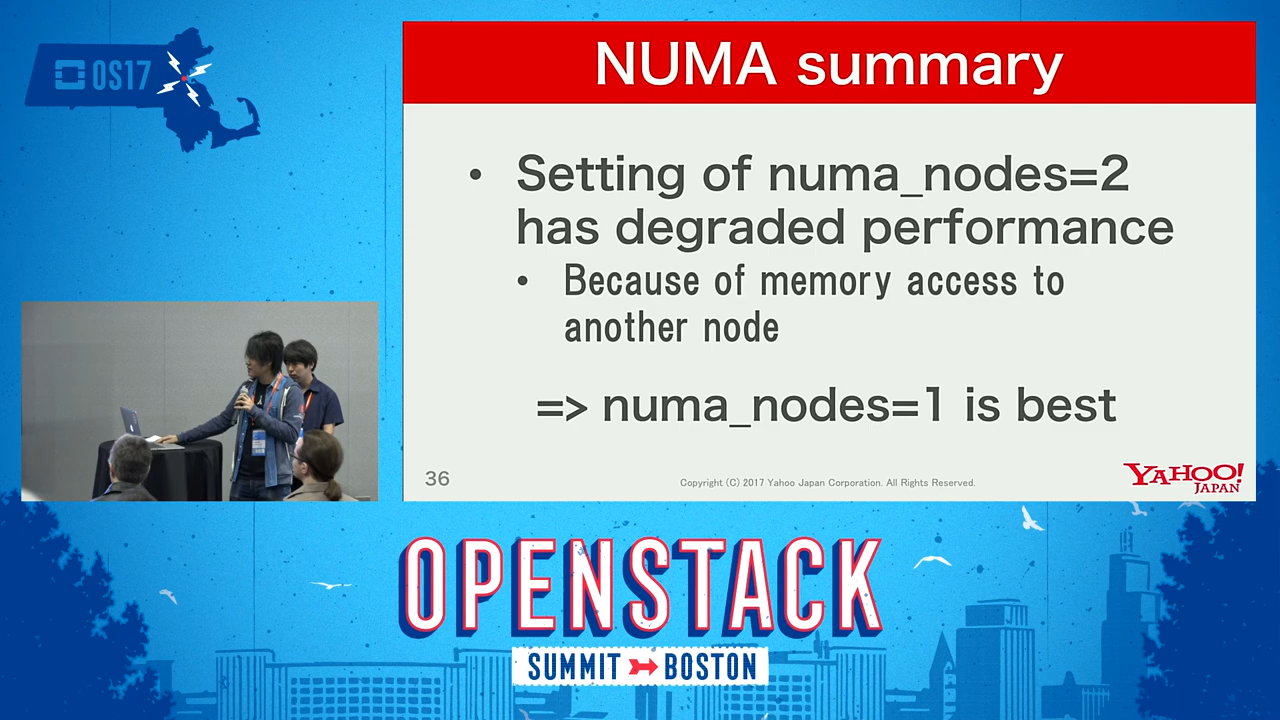 OS17
NUMA summary
• Setting of numa_nodes=2
has degraded performance
• Because of memory access to
another node
=> numa_nodes=1 is best
36
Copyright (C) 2017 Yahoo Japan Corporation. All Rights Reserved.
YAHOO!
JAPAN
OPENSTACK
SUMMIT BOSTON